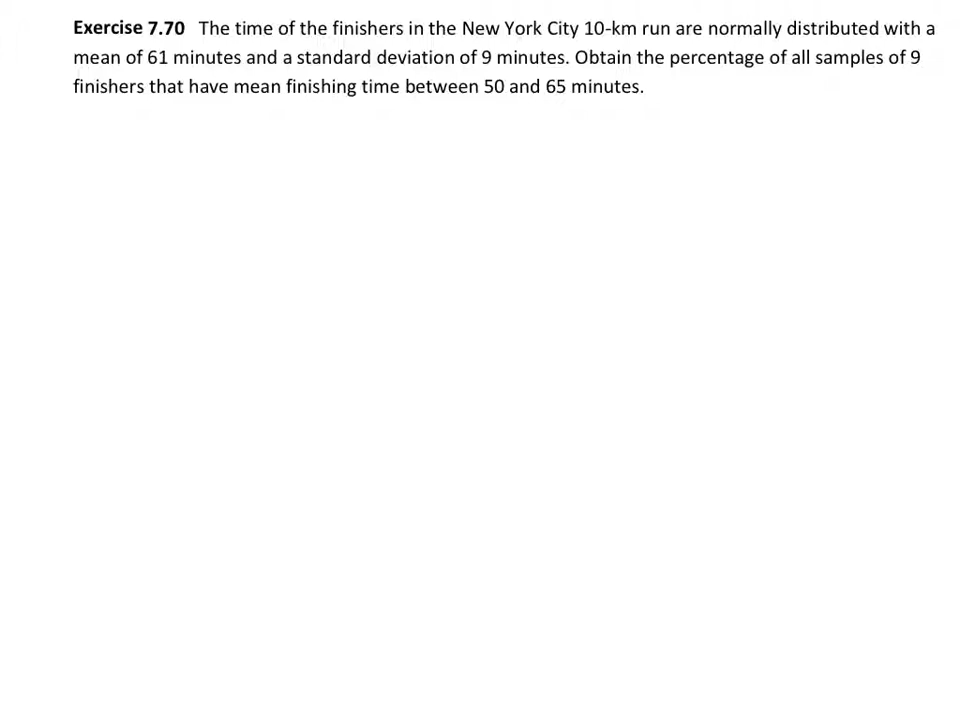 Exercise 7.70 The time of the finishers in the New York City 10-km run are normally distributed with a
mean of 61 minutes and a standard deviation of 9 minutes. Obtain the percentage of all samples of 9
finishers that have mean finishing time between 50 and 65 minutes.